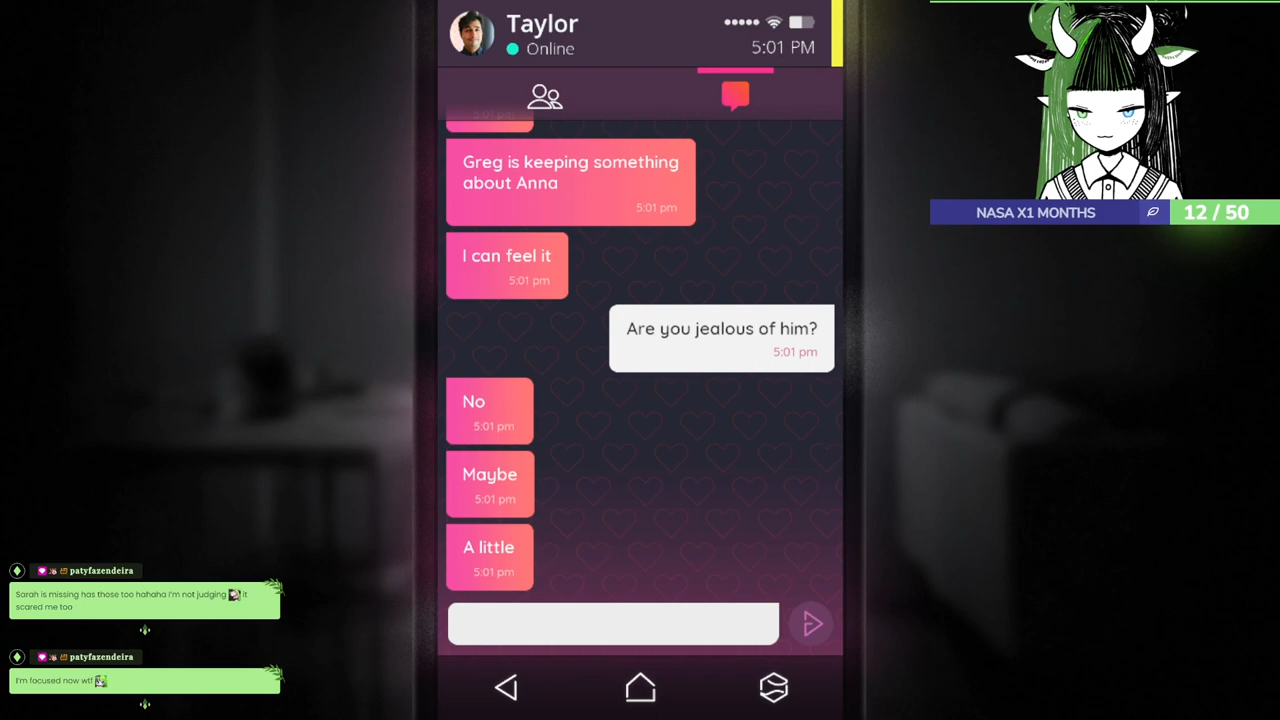 Taylor
Online
5:01 PM
5:01 pm
Greg is keeping something
about Anna
5:01 pm
I can feel it
5:01 pm
Are you jealous of him?
5:01 pm
No
5:01 pm
Maybe
5:01 pm
A little
5:01 pm
NASA X1 MONTHS
12 / 50
patyfazendeira
Sarah is missing has those too hahaha I'm not judging it
scared me too
patyfazendeira
I'm focused now wtf